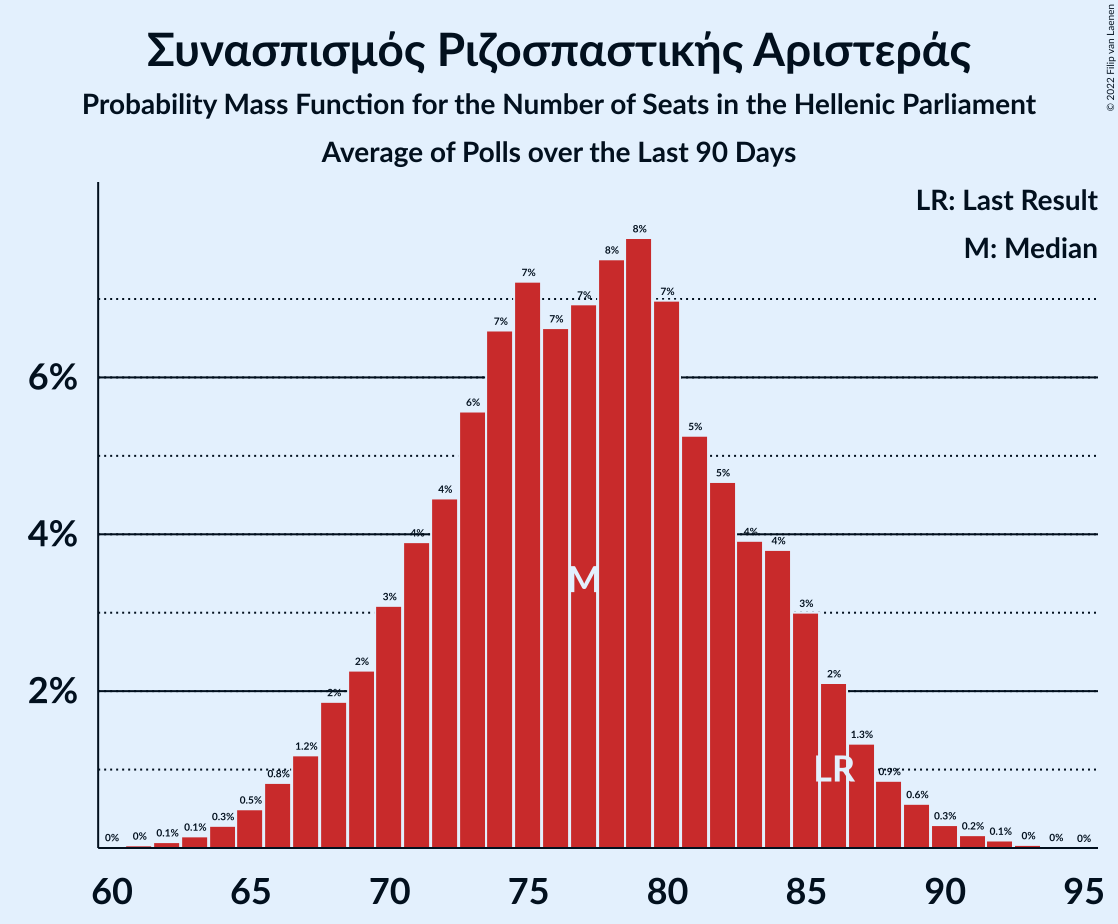 Συνασπισμός Ριζοσπαστικής Αριστεράς
Probability Mass Function for the Number of Seats in the Hellenic Parliament
Average of Polls over the Last 90 Days
© 2022 Filip van Laenen
LR: Last Result
M: Median
6%
4%
2%
0% 0% 0.1% 0.1% 0.3% 0.5% 0.8% 1.2% 2% 2% 3% 4% 4% 6% 7% 7% 7% 7% 8% 8% 7% 5% 5% 4% 4% 3% 2% 1.3% 0.9% 0.6% 0.3% 0.2% 0.1% 0% 0% 0%
M
LR
60 65 70 75 80 85 90 95